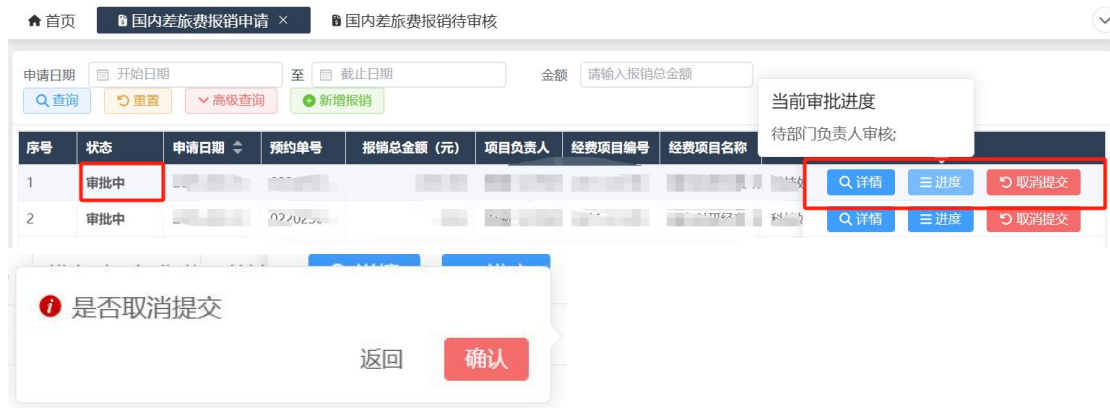 首页 国内差旅费报销申请 × 国内差旅费报销待审核
申请日期 开始日期 至 截止日期 金额 请输入报销总金额
查询 重置 高级查询 新增报销
当前审批进度
待部门负责人审核;
序号 状态 申请日期 预约单号 报销总金额（元） 项目负责人 经费项目编号 经费项目名称
1 审批中 详情 进度 取消提交
2 审批中 详情 进度 取消提交
是否取消提交
返回 确认